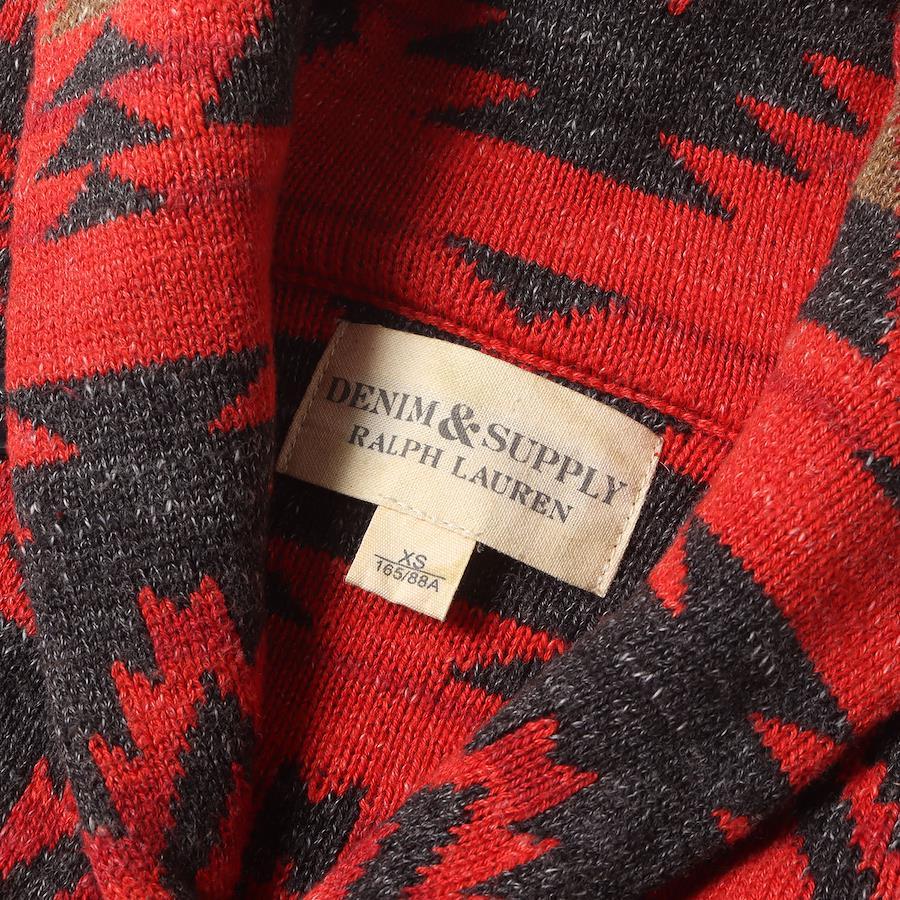 DENIM & SUPPLY
RALPH LAUREN
XS
165/88A